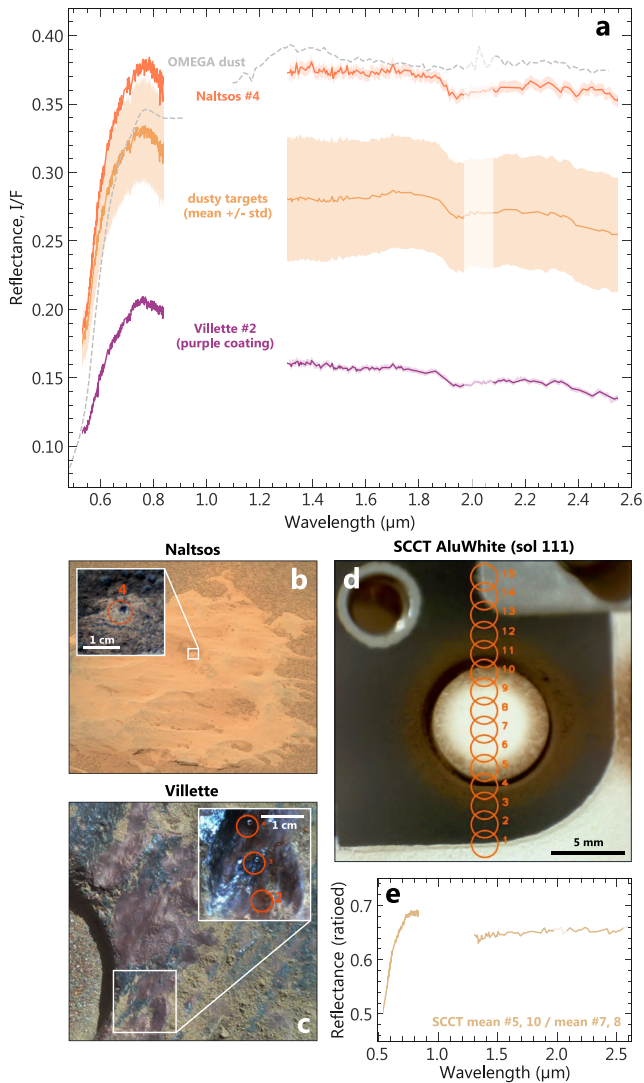 a
0.40
0.35
0.30
0.25
0.20
0.15
0.10
Reflectance, I/F
OMEGA dust
Naltsos #4
dusty targets
(mean +/- std)
Villette #2
(purple coating)
0.6
0.8
1.0
1.2
1.4
1.6
1.8
2.0
2.2
2.4
2.6
Wavelength (µm)
Naltsos
b
4
1 cm
Villette
c
1 cm
SCCT AluWhite (sol 111)
d
15
14
13
12
11
10
9
8
7
6
5
4
3
2
1
5 mm
e
0.7
0.6
0.5
Reflectance (ratioed)
SCCT mean #5, 10 / mean #7, 8
0.5
1.0
1.5
2.0
2.5
Wavelength (µm)